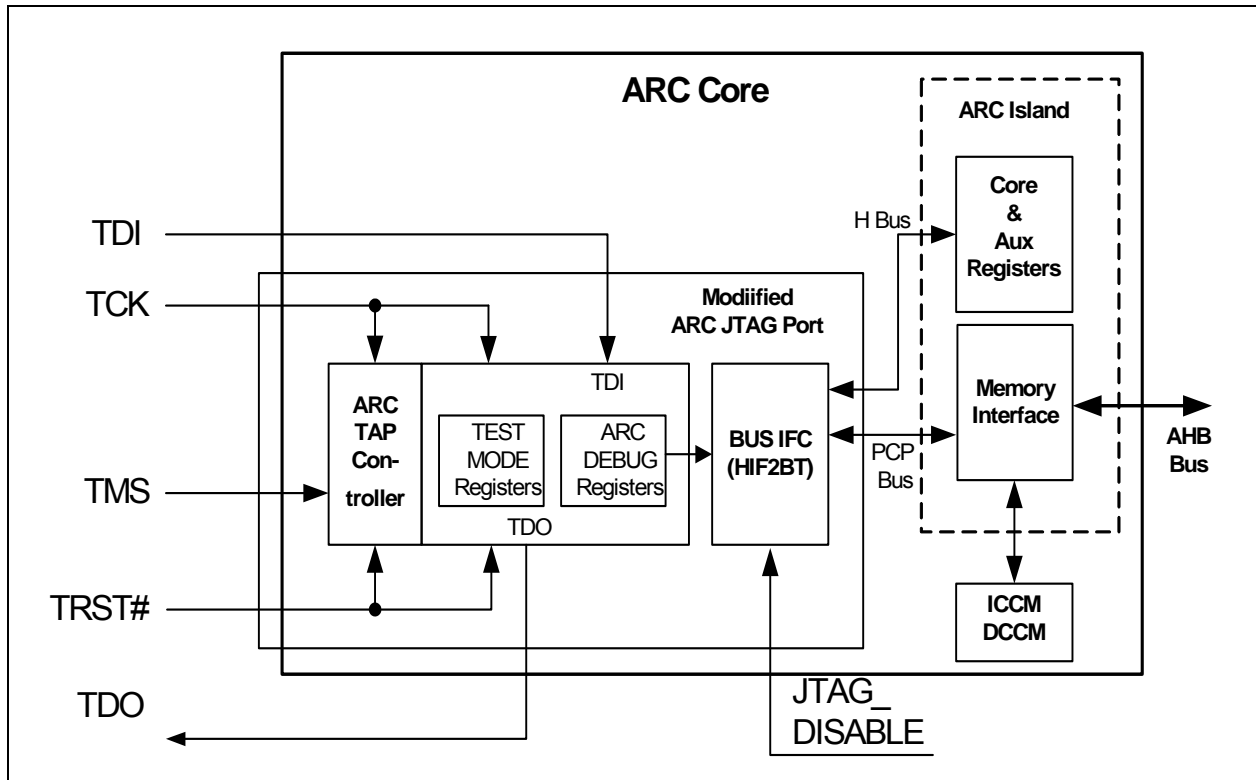 ARC Core
ARC Island
Core
&
Aux
Registers
H Bus
TDI
TCK
Modiified
ARC JTAG Port
TDI
ARC
TAP
Con-
troller
TEST
MODE
Registers
ARC
DEBUG
Registers
TDO
BUS IFC
(HIF2BT)
PCP
Bus
Memory
Interface
AHB
Bus
TMS
TRST#
ICCM
DCCM
TDO
JTAG_
DISABLE